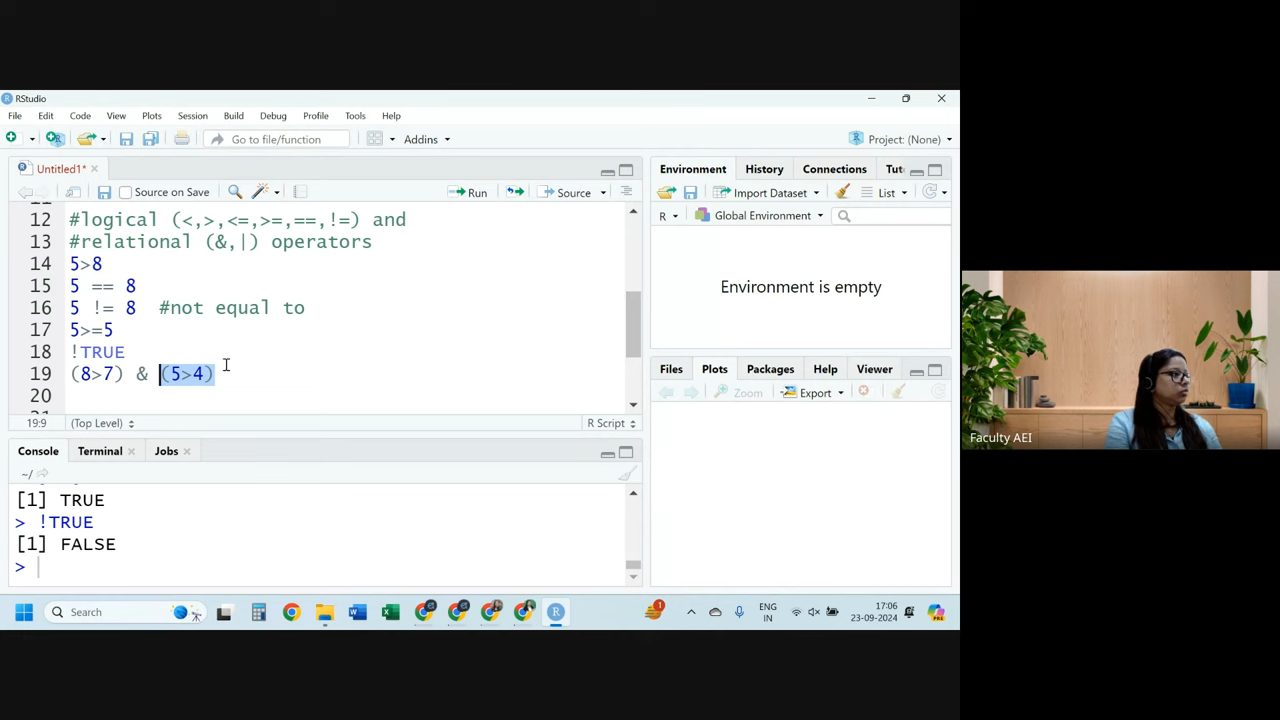 RStudio
File Edit Code View Plots Session Build Debug Profile Tools Help
Go to file/function Addins Project: (None)
Untitled1*
Source on Save Run Source
12 #logical (<,>,<=,>=,==,!=) and
13 #relational (&,|) operators
14 5>8
15 5 == 8
16 5 != 8 #not equal to
17 5>=5
18 !TRUE
19 (8>7) & (5>4)
20
19:9 (Top Level) R Script
Console Terminal Jobs
~/
[1] TRUE
> !TRUE
[1] FALSE
>
Environment History Connections Tut
Import Dataset List
R Global Environment
Environment is empty
Files Plots Packages Help Viewer
Zoom Export
Faculty AEI
Search
1
ENG
IN
17:06
23-09-2024